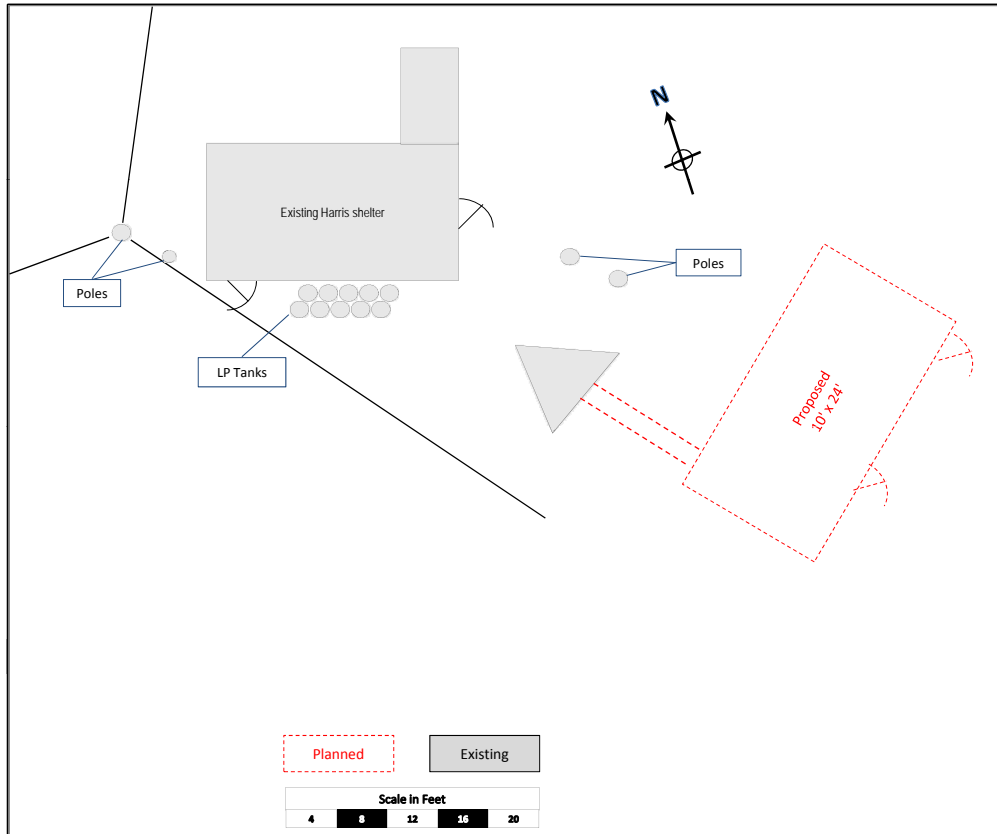 N
Existing Harris shelter
Poles
Poles
LP Tanks
Proposed
10' x 24'
Planned
Existing
Scale in Feet
4 8 12 16 20